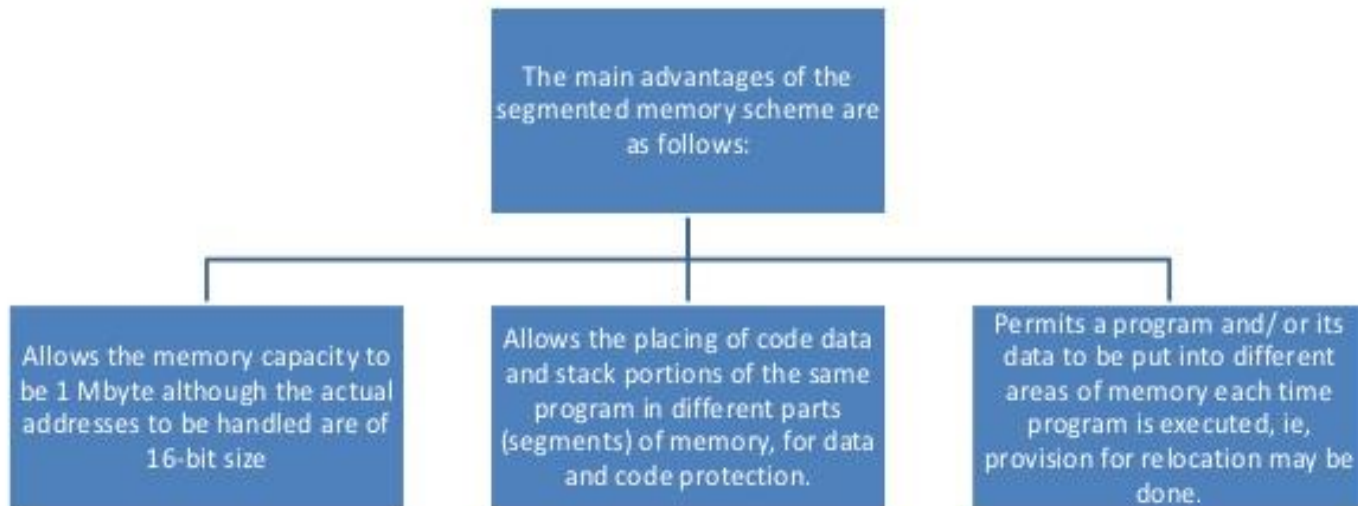 The main advantages of the
segmented memory scheme are
as follows:
Allows the memory capacity to
be 1 Mbyte although the actual
addresses to be handled are of
16-bit size
Allows the placing of code data
and stack portions of the same
program in different parts
(segments) of memory, for data
and code protection.
Permits a program and/ or its
data to be put into different
areas of memory each time
program is executed, ie,
provision for relocation may be
done.